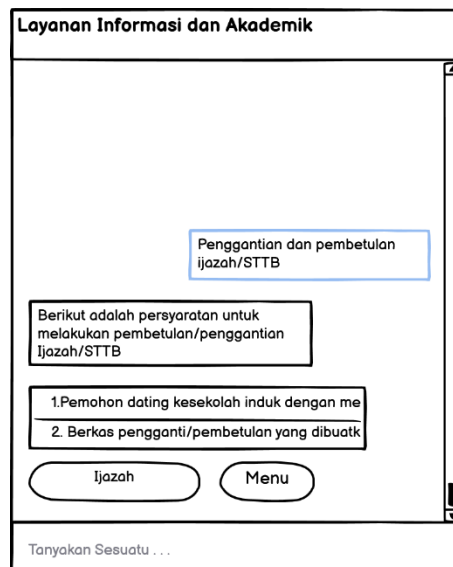 Layanan Informasi dan Akademik
Penggantian dan pembetulan
ijazah/STTB
Berikut adalah persyaratan untuk
melakukan pembetulan/penggantian
Ijazah/STTB
1.Pemohon dating kesekolah induk dengan me
2. Berkas pengganti/pembetulan yang dibuatk
Ijazah
Menu
Tanyakan Sesuatu . . .